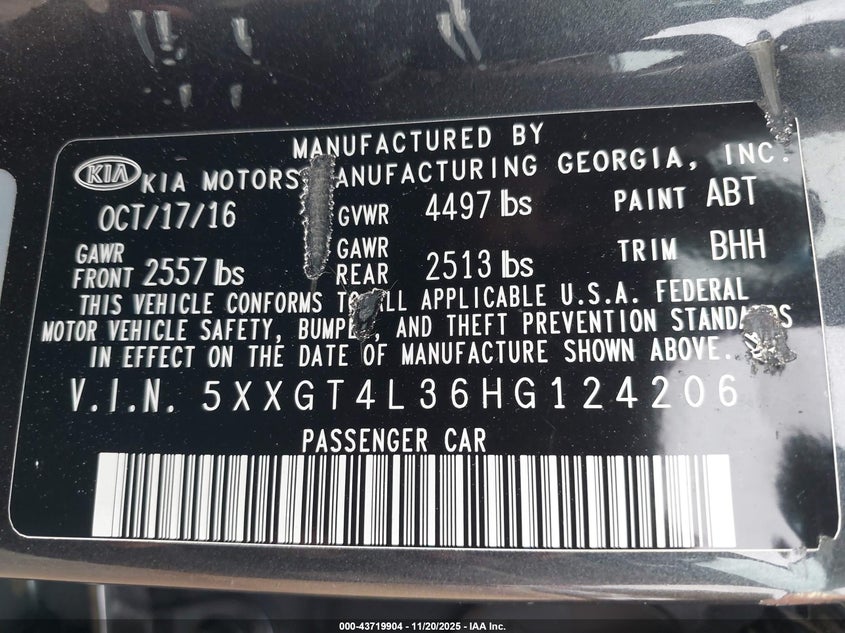 MANUFACTURED BY
KIA KIA MOTORS MANUFACTURING GEORGIA, INC.
OCT/17/16 GVWR 4497 lbs PAINT ABT
GAWR FRONT 2557 lbs GAWR REAR 2513 lbs TRIM BHH
THIS VEHICLE CONFORMS TO ALL APPLICABLE U.S.A. FEDERAL
MOTOR VEHICLE SAFETY, BUMPER, AND THEFT PREVENTION STANDARDS
IN EFFECT ON THE DATE OF MANUFACTURE SHOWN ABOVE.
V.I.N. 5XXGT4L36HG124206
PASSENGER CAR
000-43719904 — 11/20/2025 — IAA Inc.